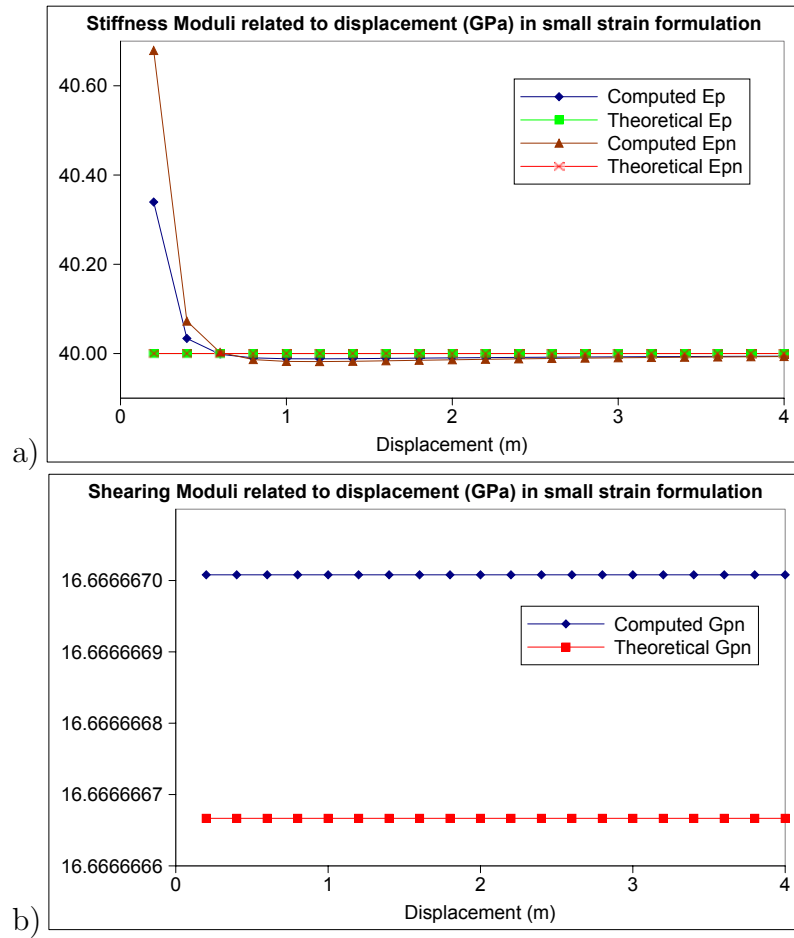 Stiffness Moduli related to displacement (GPa) in small strain formulation
40.60
40.40
40.20
40.00
Computed Ep
Theoretical Ep
Computed Epn
Theoretical Epn
0 1 2 3 4
Displacement (m)
a)
Shearing Moduli related to displacement (GPa) in small strain formulation
16.6666670
16.6666669
16.6666668
16.6666667
16.6666666
Computed Gpn
Theoretical Gpn
0 1 2 3 4
Displacement (m)
b)